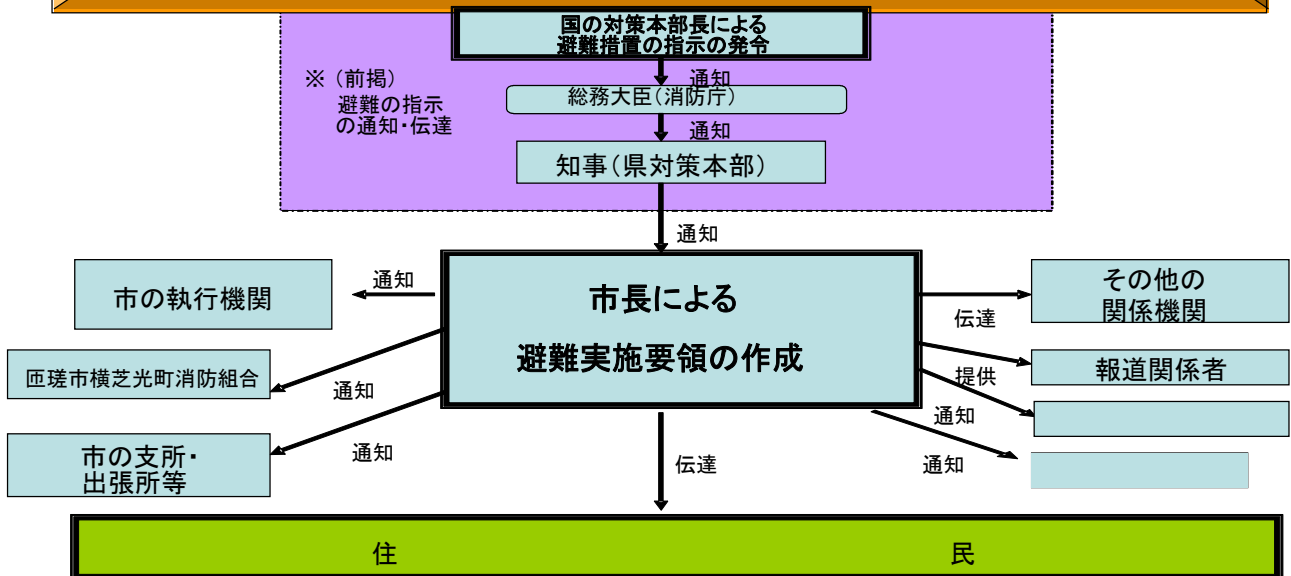 国の対策本部長による
避難措置の指示の発令
※（前掲）
避難の指示
の通知・伝達
通知
総務大臣（消防庁）
通知
知事（県対策本部）
通知
市長による
避難実施要領の作成
市の執行機関
通知
匝瑳市横芝光町消防組合
通知
市の支所・
出張所等
通知
その他の
関係機関
伝達
報道関係者
提供
通知
通知
伝達
住民